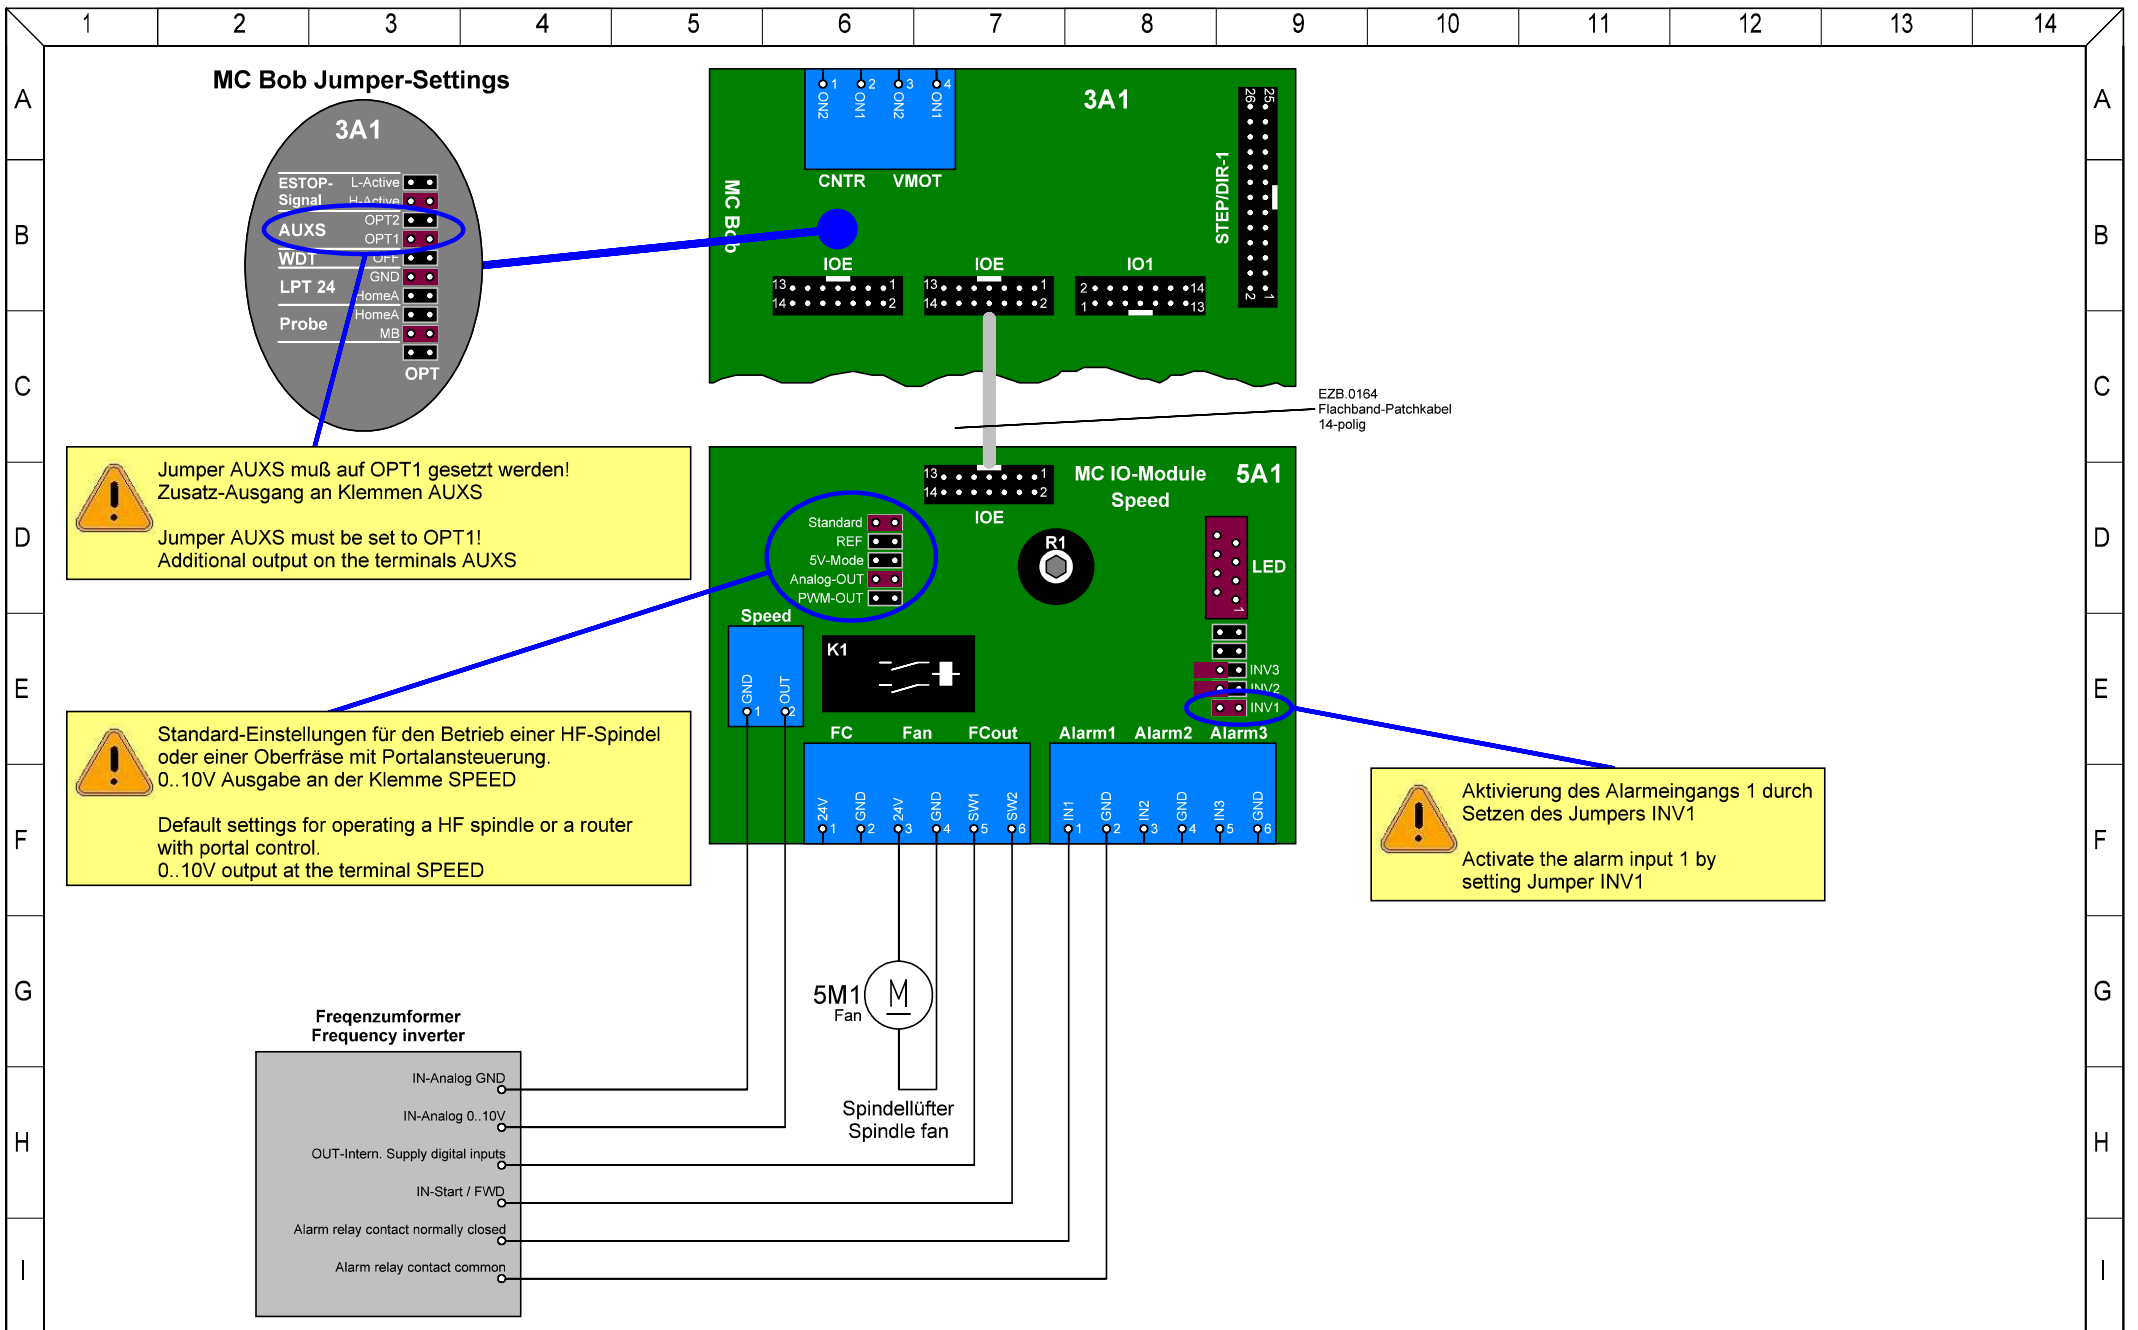 1 2 3 4 5 6 7 8 9 10 11 12 13 14
A A
B B
C C
D D
E E
F F
G G
H H
I I
MC Bob Jumper-Settings
3A1
ESTOP-
Signal
L-Active
H-Active
AUXS
OPT2
OPT1
WDT
OFF
LPT 24
GND
HomeA
Probe
HomeA
MB
OPT
3A1
1 2 3 4
ON2 ON1 ON2 ON1
CNTR VMOT
MC Bob
STEP/DIR-1
26 25
2 1
IOE
13 1
14 2
IOE
13 1
14 2
IO1
2 14
1 13
EZB.0164
Flachband-Patchkabel
14-polig
Jumper AUXS muß auf OPT1 gesetzt werden!
Zusatz-Ausgang an Klemmen AUXS
Jumper AUXS must be set to OPT1!
Additional output on the terminals AUXS
13 1
14 2
IOE
MC IO-Module
Speed
5A1
Standard
REF
5V-Mode
Analog-OUT
PWM-OUT
R1
LED
1
Speed
GND OUT
1 2
K1
INV3
INV2
INV1
FC Fan FCout
24V GND 24V GND SW1 SW2
1 2 3 4 5 6
Alarm1 Alarm2 Alarm3
IN1 GND IN2 GND IN3 GND
1 2 3 4 5 6
Standard-Einstellungen für den Betrieb einer HF-Spindel
oder einer Oberfräse mit Portalansteuerung.
0..10V Ausgabe an der Klemme SPEED
Default settings for operating a HF spindle or a router
with portal control.
0..10V output at the terminal SPEED
Aktivierung des Alarmeingangs 1 durch
Setzen des Jumpers INV1
Activate the alarm input 1 by
setting Jumper INV1
5M1
Fan
M
Spindellüfter
Spindle fan
Freqenzumformer
Frequency inverter
IN-Analog GND
IN-Analog 0..10V
OUT-Intern. Supply digital inputs
IN-Start / FWD
Alarm relay contact normally closed
Alarm relay contact common